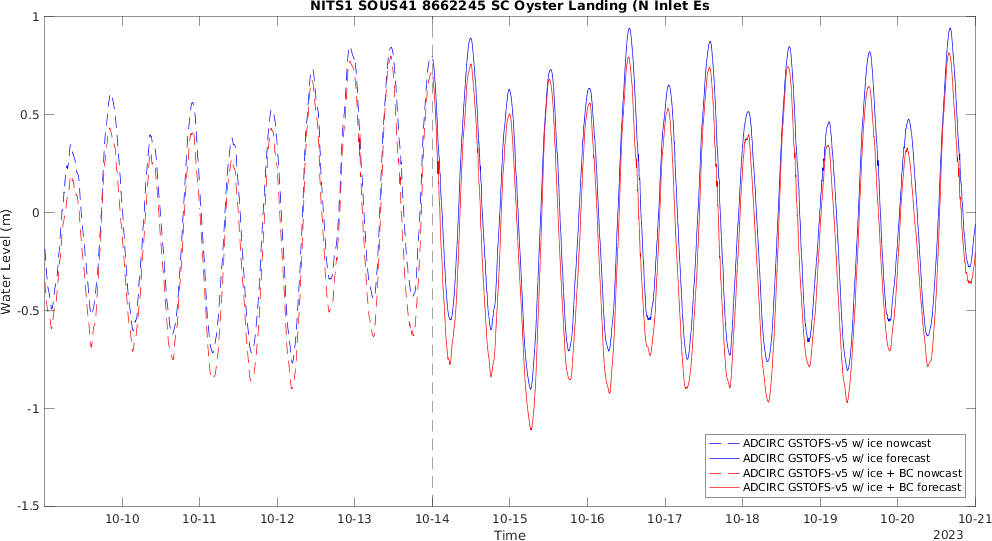 NITS1 SOUS41 8662245 SC Oyster Landing (N Inlet Es
1
0.5
0
-0.5
-1
-1.5
Water Level (m)
ADCIRC GSTOFS-v5 w/ ice nowcast
ADCIRC GSTOFS-v5 w/ ice forecast
ADCIRC GSTOFS-v5 w/ ice + BC nowcast
ADCIRC GSTOFS-v5 w/ ice + BC forecast
10-10 10-11 10-12 10-13 10-14 10-15 10-16 10-17 10-18 10-19 10-20 10-21
Time
2023